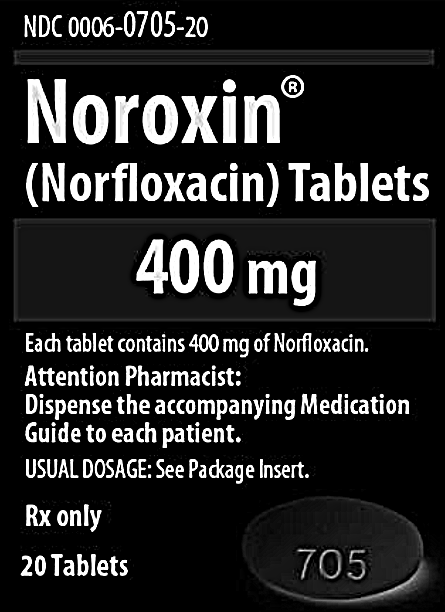 NDC 0006-0705-20
Noroxin®
(Norfloxacin) Tablets
400 mg
Each tablet contains 400 mg of Norfloxacin.
Attention Pharmacist:
Dispense the accompanying Medication
Guide to each patient.
USUAL DOSAGE: See Package Insert.
Rx only
20 Tablets
705